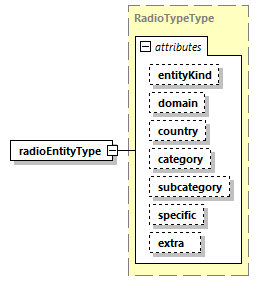 RadioTypeType
attributes
entityKind
domain
country
radioEntityType
category
subcategory
specific
extra